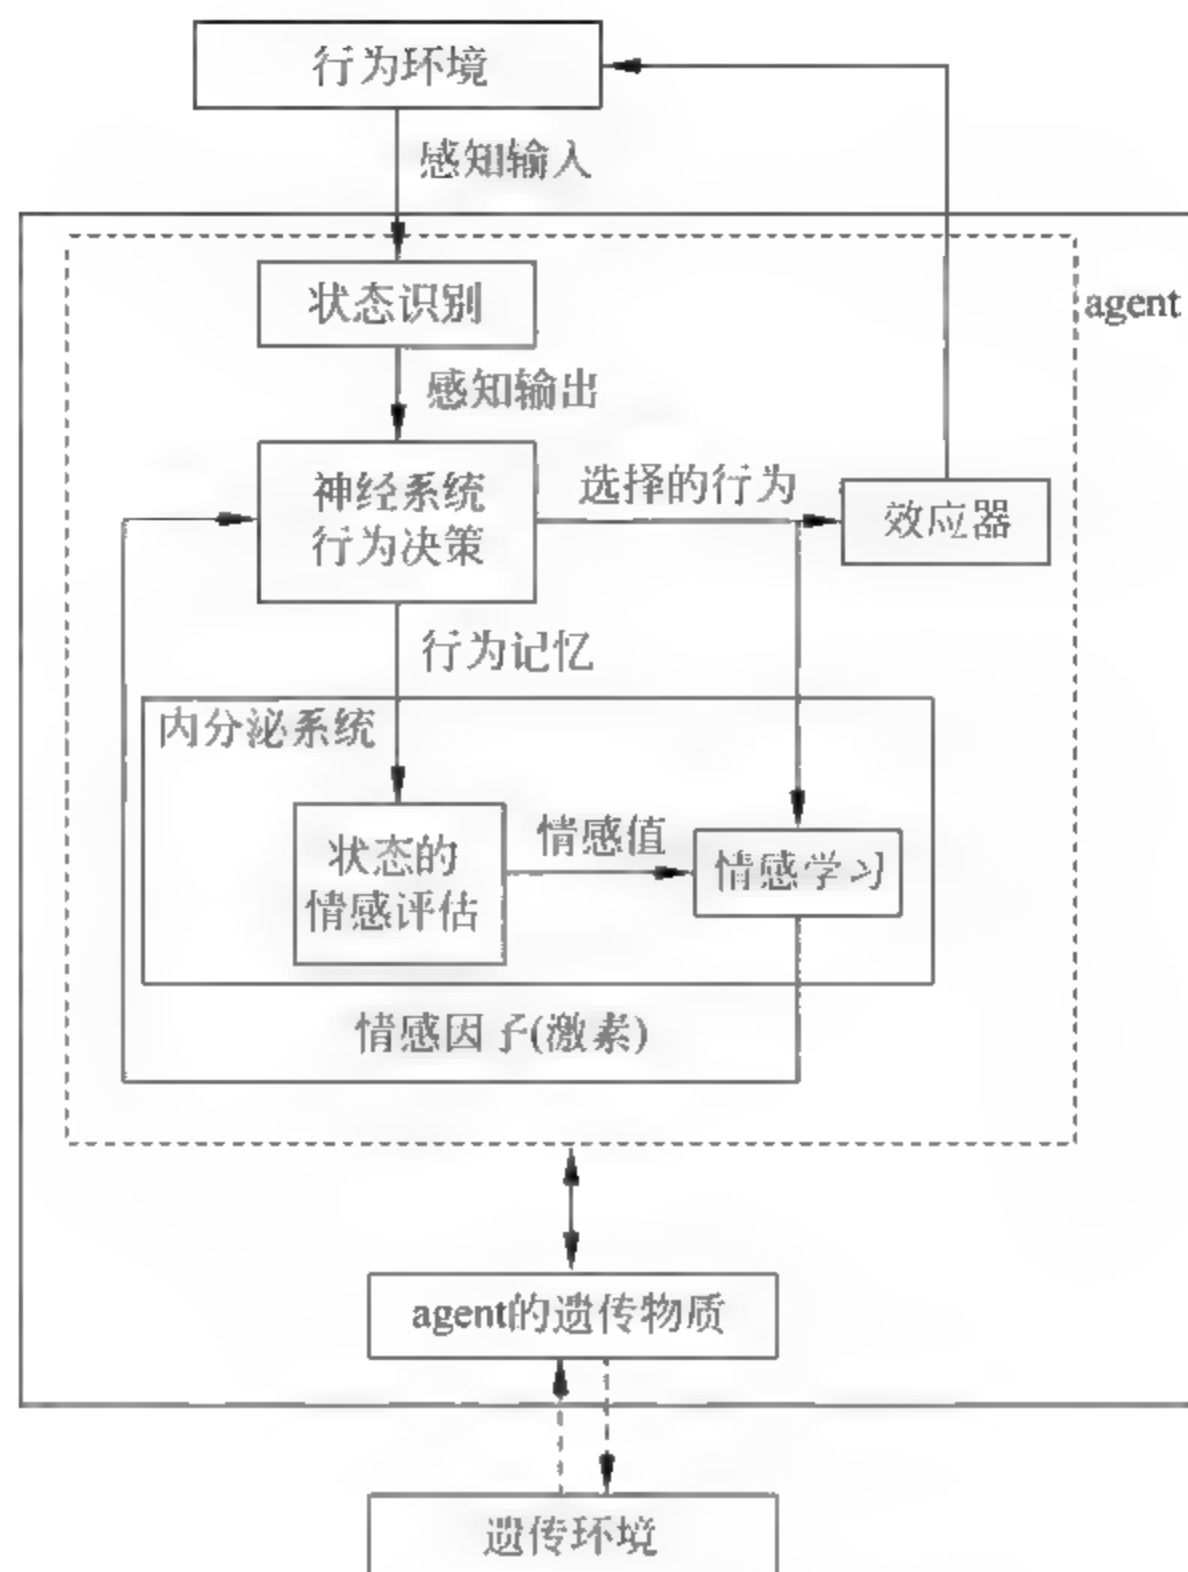 行为环境
感知输入
状态识别
agent
感知输出
神经系统
行为决策
选择的行为
效应器
行为记忆
内分泌系统
状态的
情感评估
情感值
情感学习
情感因子(激素)
agent的遗传物质
遗传环境